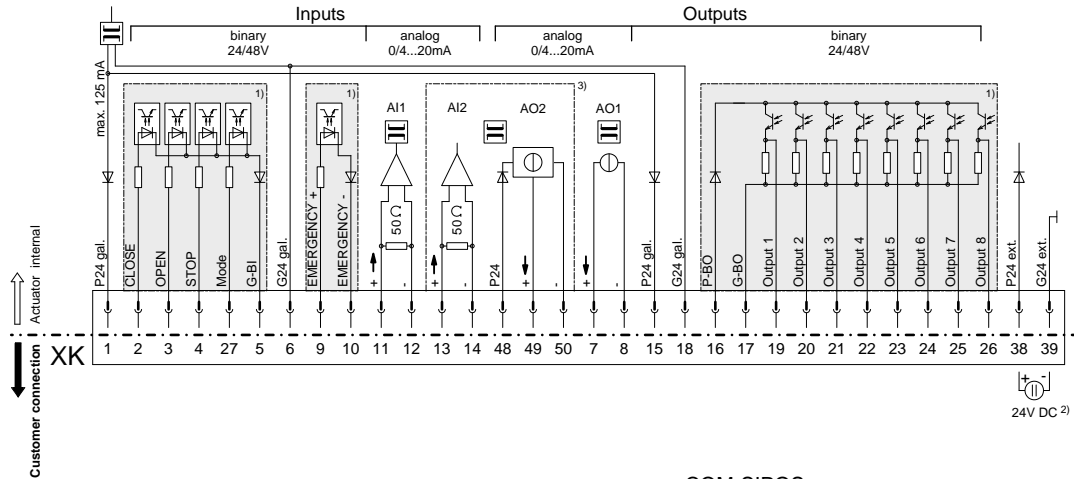 Inputs
Outputs
binary
24/48V
analog
0/4...20mA
analog
0/4...20mA
binary
24/48V
max. 125 mA
1)
1)
3)
1)
AI1
AI2
AO2
AO1
50 Ω
50 Ω
P24 gal.
CLOSE
OPEN
STOP
Mode
G-BI
G24 gal.
EMERGENCY +
EMERGENCY -
+
-
+
-
P24
+
-
+
-
P24 gal.
G24 gal.
P-BO
G-BO
Output 1
Output 2
Output 3
Output 4
Output 5
Output 6
Output 7
Output 8
P24 ext.
G24 ext.
Actuator internal
Customer connection
XK
1 2 3 4 27 5 6 9 10 11 12 13 14 48 49 50 7 8 15 18 16 17 19 20 21 22 23 24 25 26 38 39
+ -
24V DC 2)